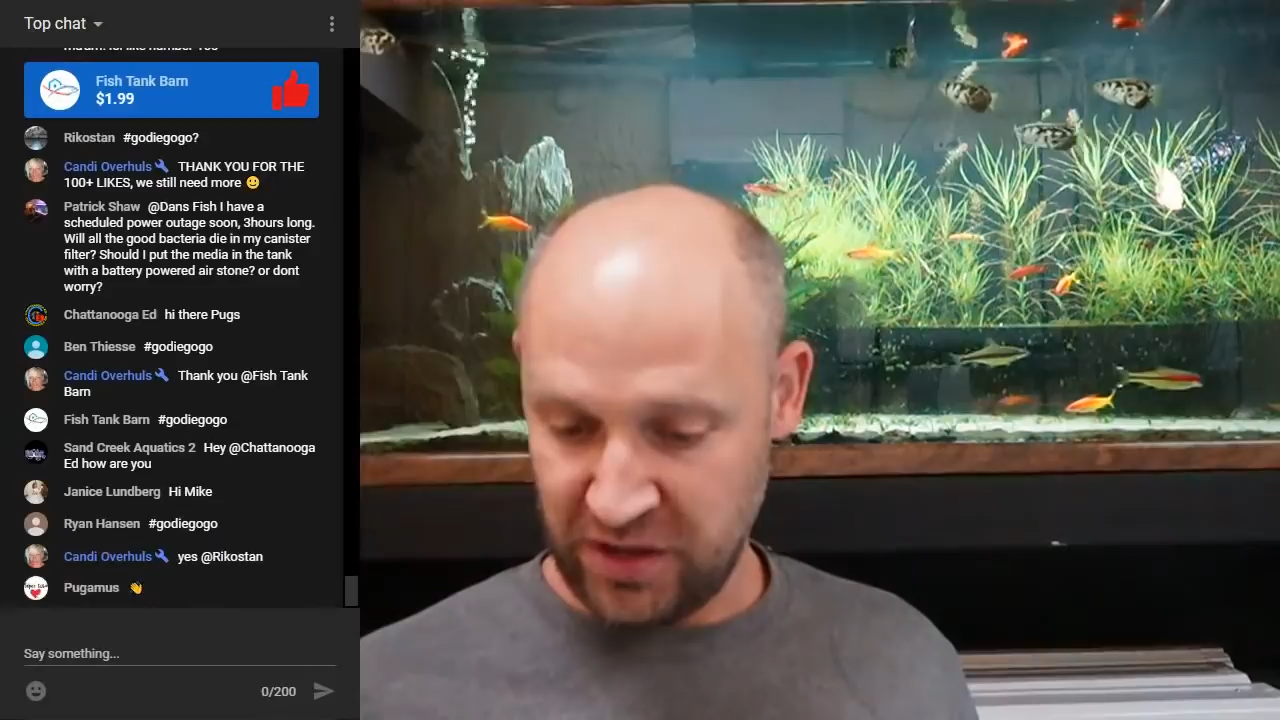 Top chat
Fish Tank Barn
$1.99
Rikostan #godiegogo?
Candi Overhuls THANK YOU FOR THE
100+ LIKES, we still need more
Patrick Shaw @Dans Fish I have a
scheduled power outage soon, 3hours long.
Will all the good bacteria die in my canister
filter? Should I put the media in the tank
with a battery powered air stone? or dont
worry?
Chattanooga Ed hi there Pugs
Ben Thiesse #godiegogo
Candi Overhuls Thank you @Fish Tank
Barn
Fish Tank Barn #godiegogo
Sand Creek Aquatics 2 Hey @Chattanooga
Ed how are you
Janice Lundberg Hi Mike
Ryan Hansen #godiegogo
Candi Overhuls yes @Rikostan
Pugamus
Say something...
0/200